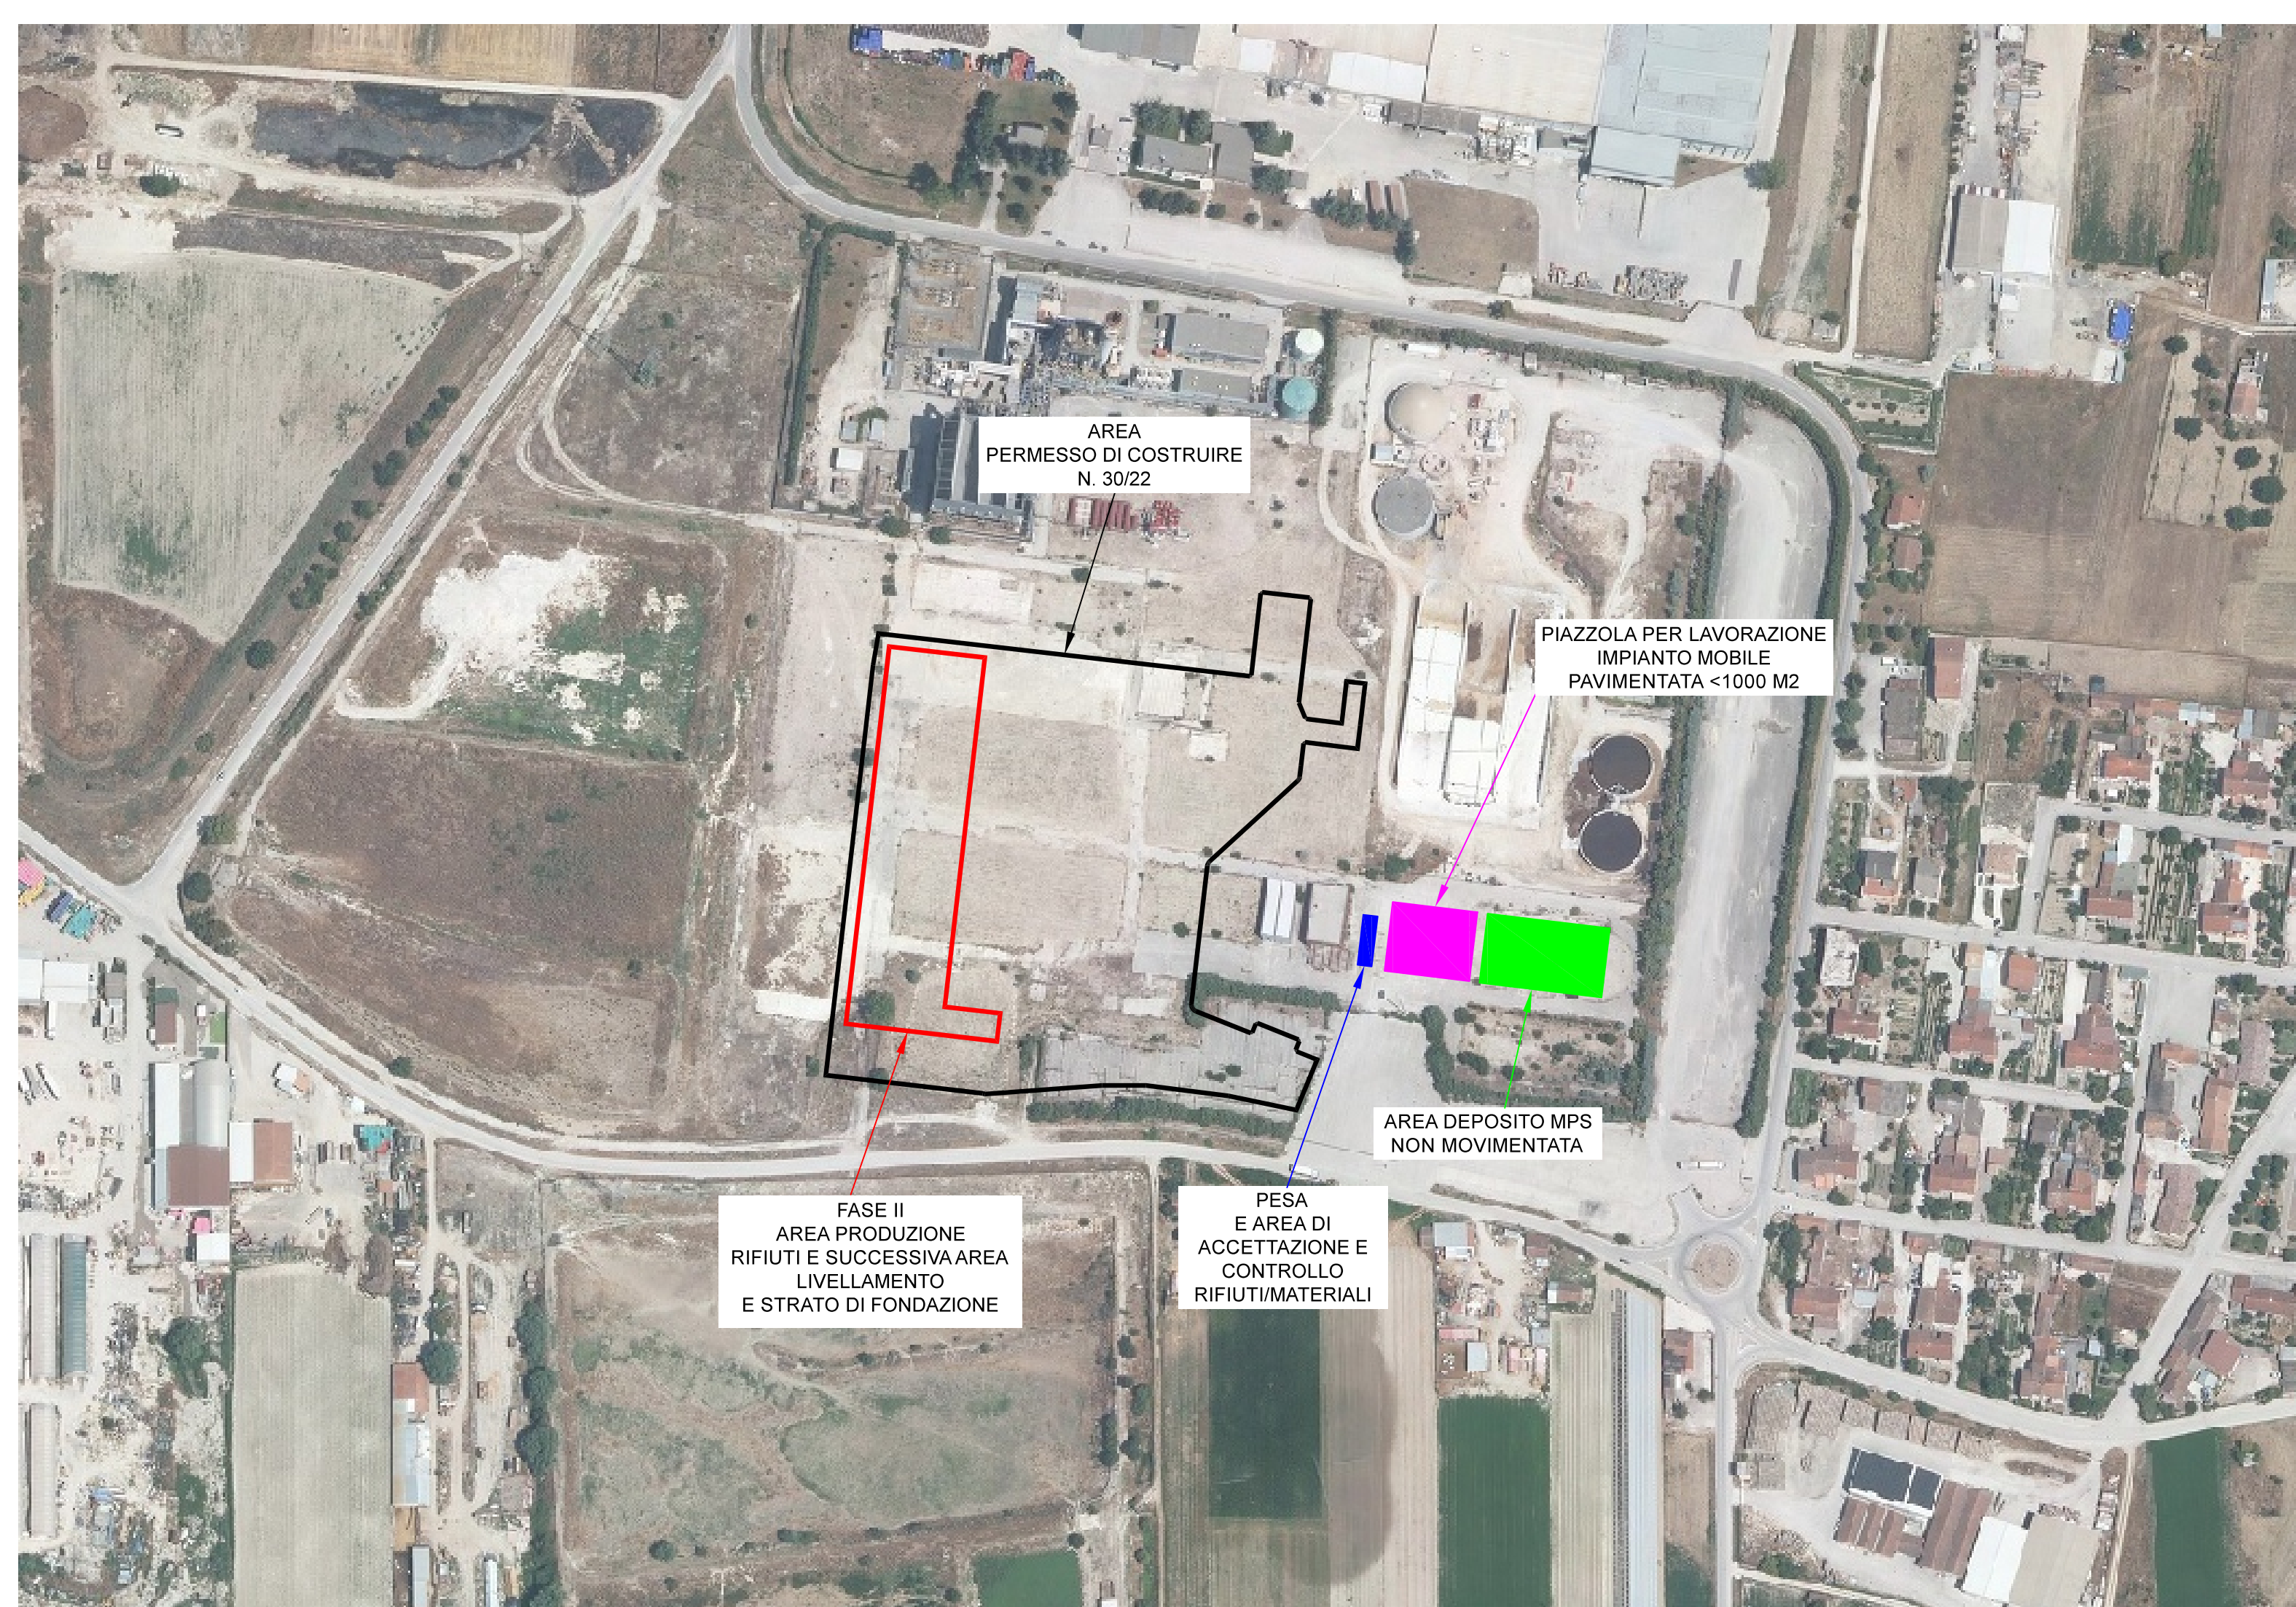 AREA
PERMESSO DI COSTRUIRE
N. 30/22
PIAZZOLA PER LAVORAZIONE
IMPIANTO MOBILE
PAVIMENTATA <1000 M2
AREA DEPOSITO MPS
NON MOVIMENTATA
FASE II
AREA PRODUZIONE
RIFIUTI E SUCCESSIVA AREA
LIVELLAMENTO
E STRATO DI FONDAZIONE
PESA
E AREA DI
ACCETTAZIONE E
CONTROLLO
RIFIUTI/MATERIALI